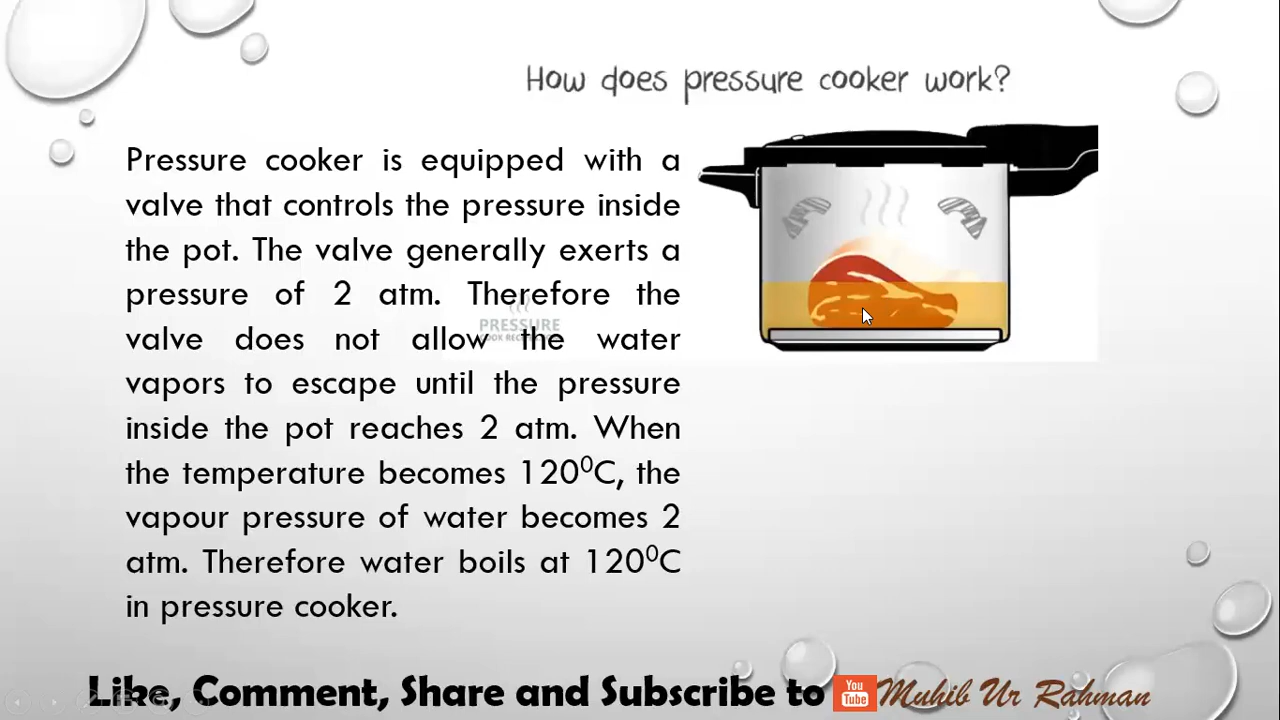 How does pressure cooker work?
Pressure cooker is equipped with a
valve that controls the pressure inside
the pot. The valve generally exerts a
pressure of 2 atm. Therefore the
valve does not allow the water
vapors to escape until the pressure
inside the pot reaches 2 atm. When
the temperature becomes 120⁰C, the
vapour pressure of water becomes 2
atm. Therefore water boils at 120⁰C
in pressure cooker.
PRESSURE
Like, Comment, Share and Subscribe to You Tube Muhib Ur Rahman